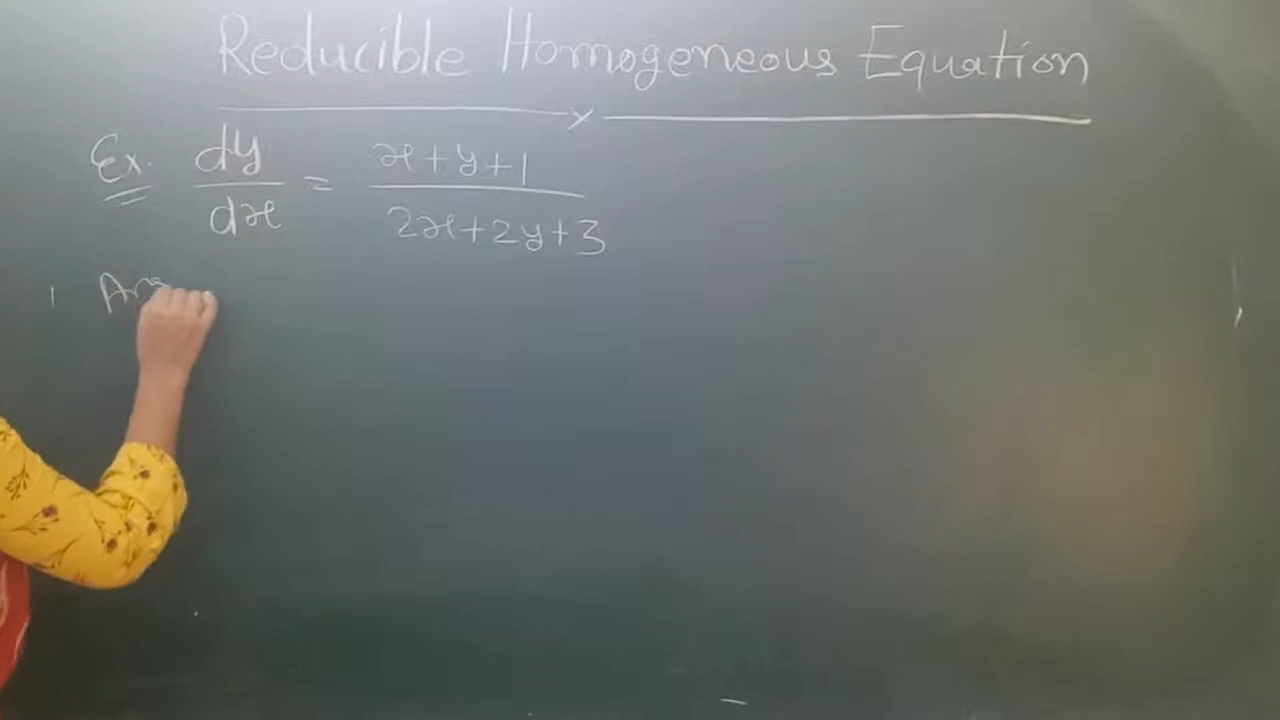 Reducible Homogeneous Equation
Ex. dy/dx = x+y+1/2x+2y+3